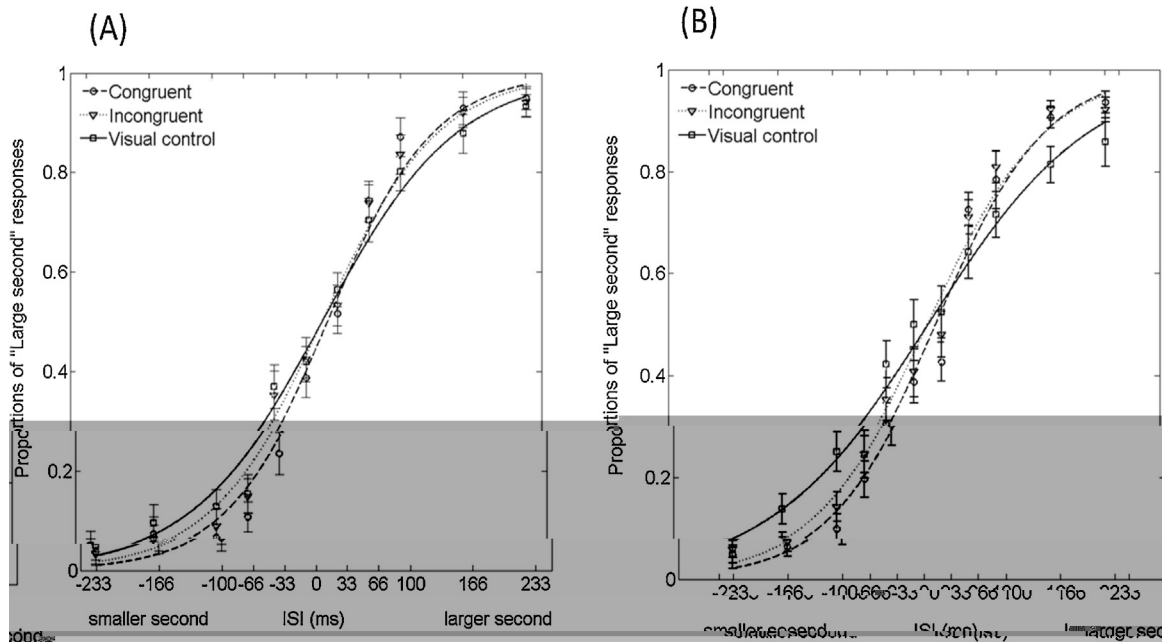 (A)
(B)
Proportions of "Large second" responses
1
0.8
0.6
0.4
0.2
0
Congruent
Incongruent
Visual control
-233 -166 -100 -66 -33 0 33 66 100 166 233
smaller second ISI (ms) larger second
Proportions of "Large second" responses
1
0.8
0.6
0.4
0.2
0
Congruent
Incongruent
Visual control